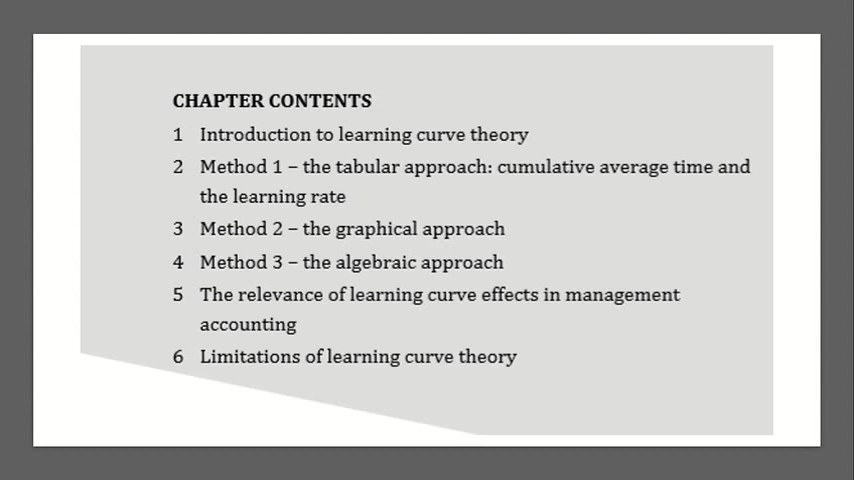 CHAPTER CONTENTS
1 Introduction to learning curve theory
2 Method 1 – the tabular approach: cumulative average time and
the learning rate
3 Method 2 – the graphical approach
4 Method 3 – the algebraic approach
5 The relevance of learning curve effects in management
accounting
6 Limitations of learning curve theory